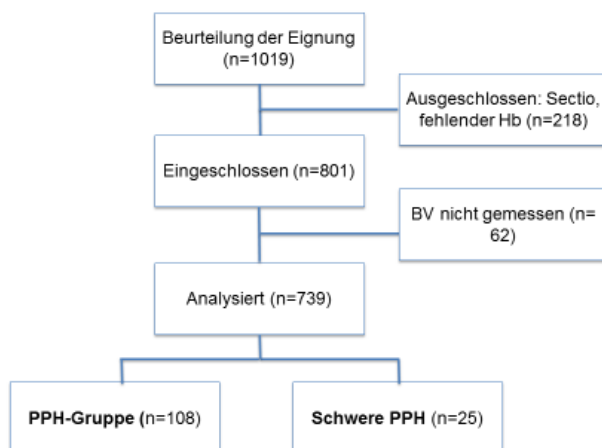 Beurteilung der Eignung
(n=1019)
Ausgeschlossen: Sectio,
fehlender Hb (n=218)
Eingeschlossen (n=801)
BV nicht gemessen (n=
62)
Analysiert (n=739)
PPH-Gruppe (n=108)
Schwere PPH (n=25)